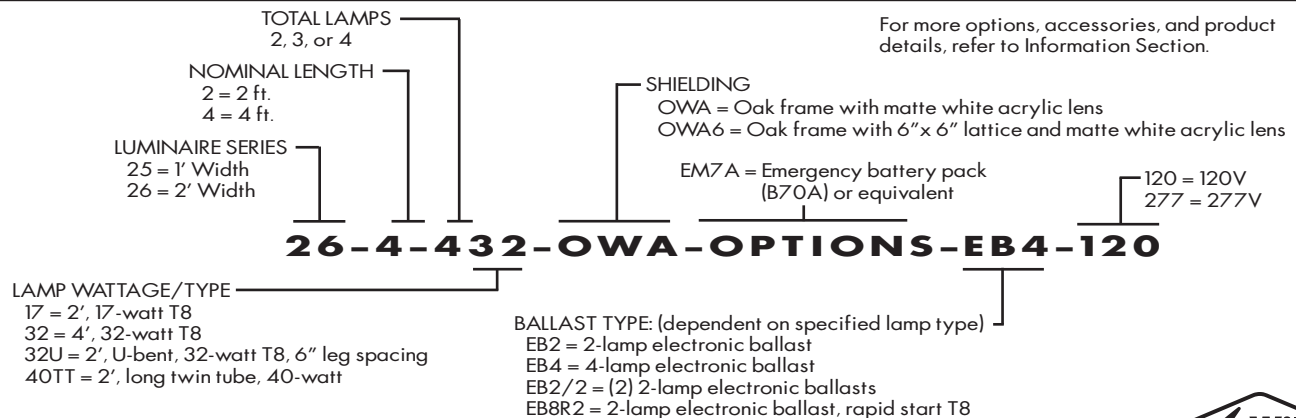 TOTAL LAMPS
2, 3, or 4
For more options, accessories, and product
details, refer to Information Section.
NOMINAL LENGTH
2 = 2 ft.
4 = 4 ft.
SHIELDING
OWA = Oak frame with matte white acrylic lens
OWA6 = Oak frame with 6″x 6″ lattice and matte white acrylic lens
LUMINAIRE SERIES
25 = 1′ Width
26 = 2′ Width
EM7A = Emergency battery pack
(B70A) or equivalent
120 = 120V
277 = 277V
26-4-432-OWA-OPTIONS-EB4-120
LAMP WATTAGE/TYPE
17 = 2′, 17-watt T8
32 = 4′, 32-watt T8
32U = 2′, U-bent, 32-watt T8, 6″ leg spacing
40TT = 2′, long twin tube, 40-watt
BALLAST TYPE: (dependent on specified lamp type)
EB2 = 2-lamp electronic ballast
EB4 = 4-lamp electronic ballast
EB2/2 = (2) 2-lamp electronic ballasts
EB8R2 = 2-lamp electronic ballast, rapid start T8